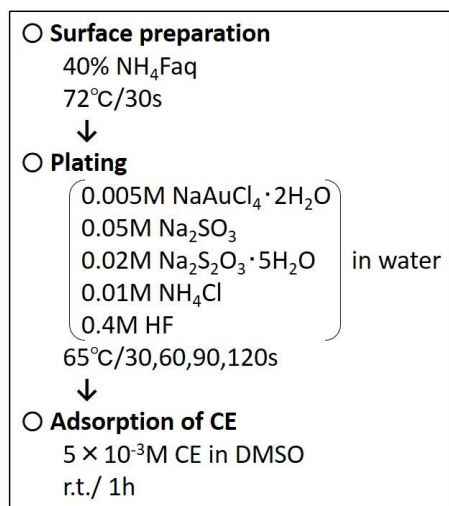 ○ Surface preparation
40% NH₄Faq
72℃/30s
↓
○ Plating
0.005M NaAuCl₄·2H₂O
0.05M Na₂SO₃
0.02M Na₂S₂O₃·5H₂O in water
0.01M NH₄Cl
0.4M HF
65℃/30,60,90,120s
↓
○ Adsorption of CE
5×10⁻³M CE in DMSO
r.t./ 1h